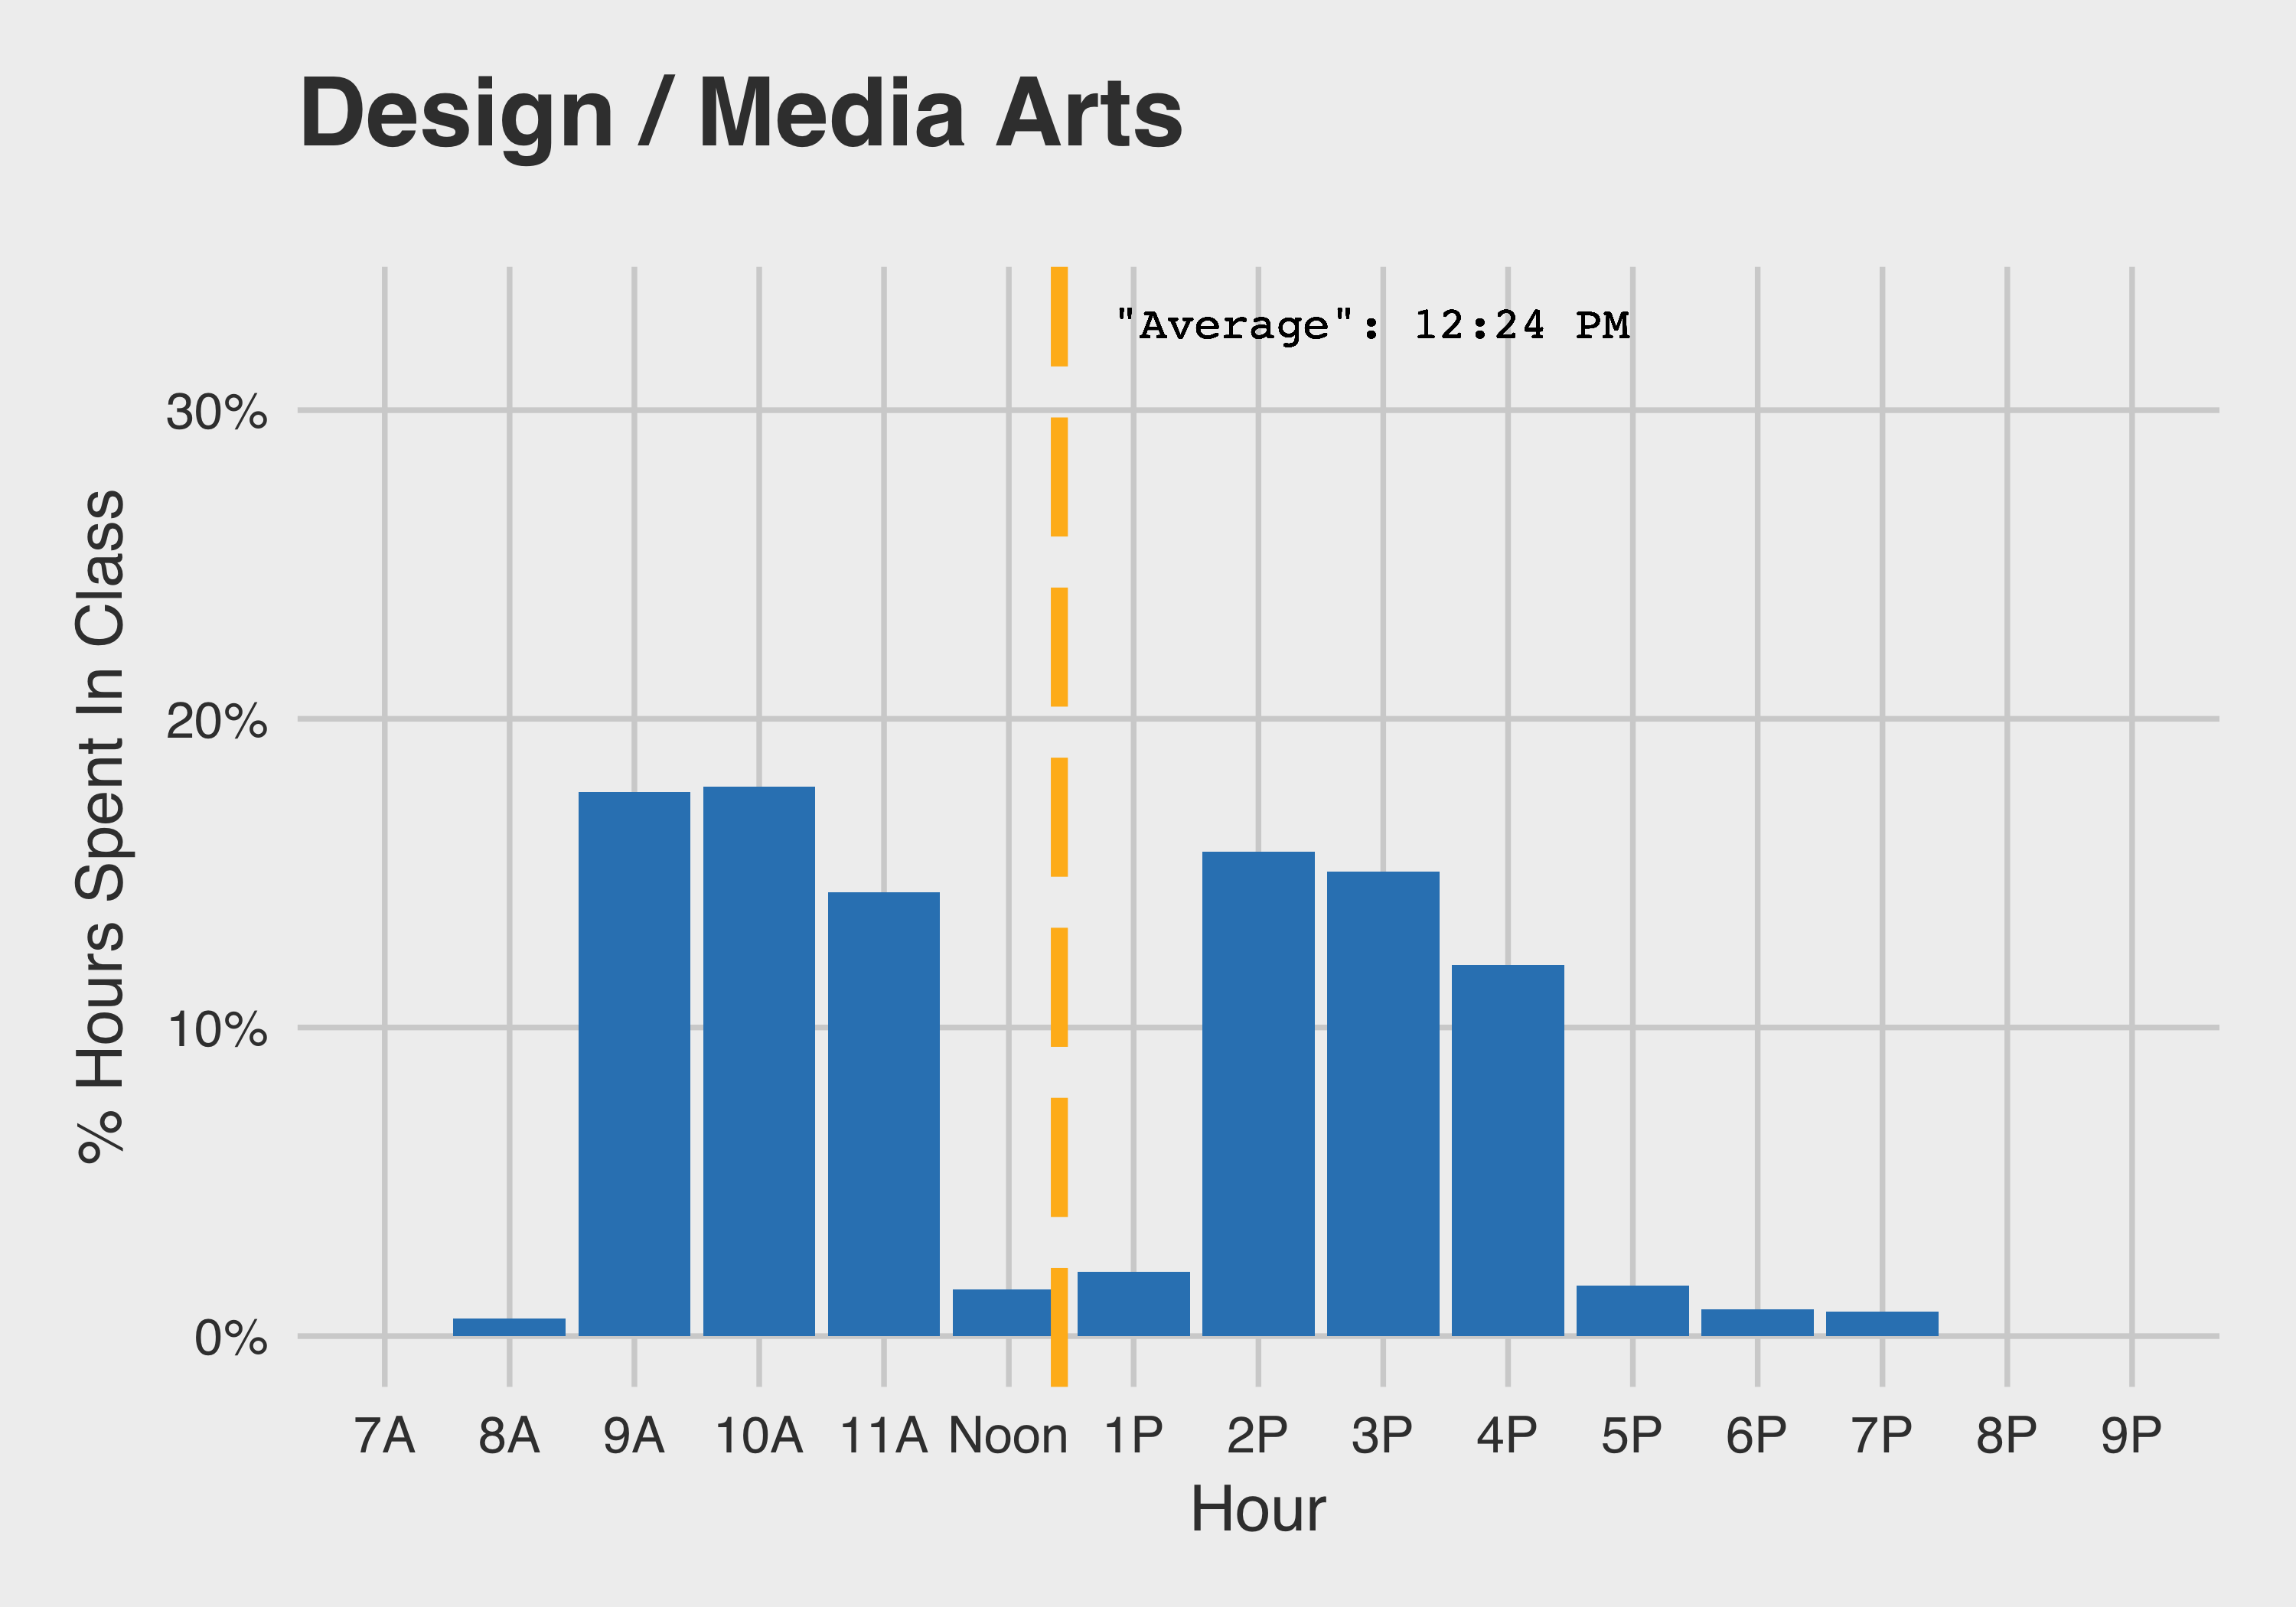 Design / Media Arts
"Average": 12:24 PM
30%
20%
10%
0%
% Hours Spent In Class
7A 8A 9A 10A 11A Noon 1P 2P 3P 4P 5P 6P 7P 8P 9P
Hour